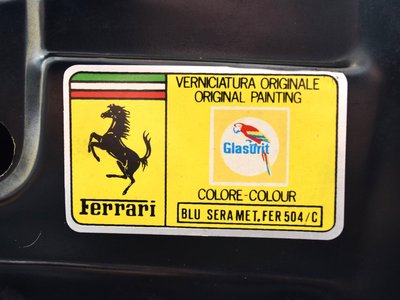 Ferrari
VERNICIATURA ORIGINALE
ORIGINAL PAINTING
Glasurit
COLORE-COLOUR
BLU SERA MET. FER 504/C